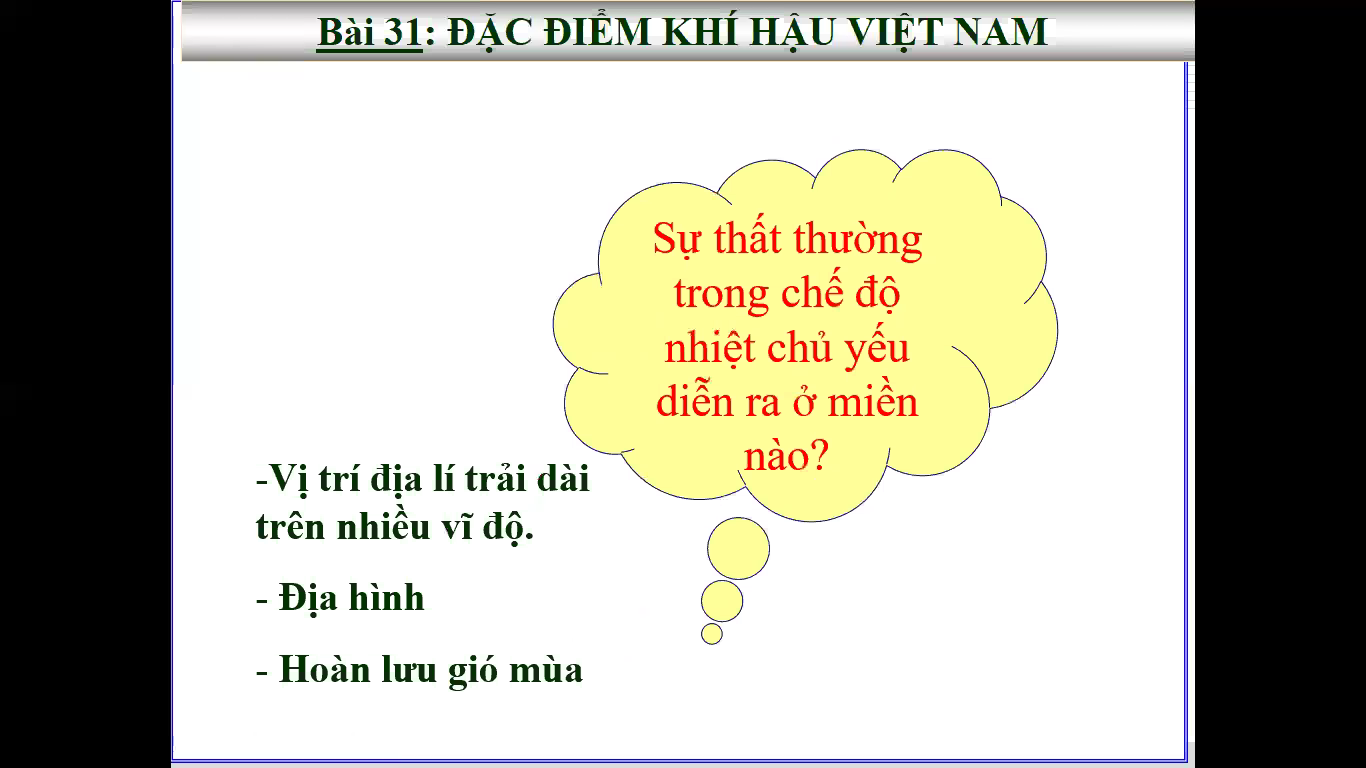 Bài 31: ĐẶC ĐIỂM KHÍ HẬU VIỆT NAM
Sự thất thường
trong chế độ
nhiệt chủ yếu
diễn ra ở miền
nào?
-Vị trí địa lí trải dài
trên nhiều vĩ độ.
- Địa hình
- Hoàn lưu gió mùa